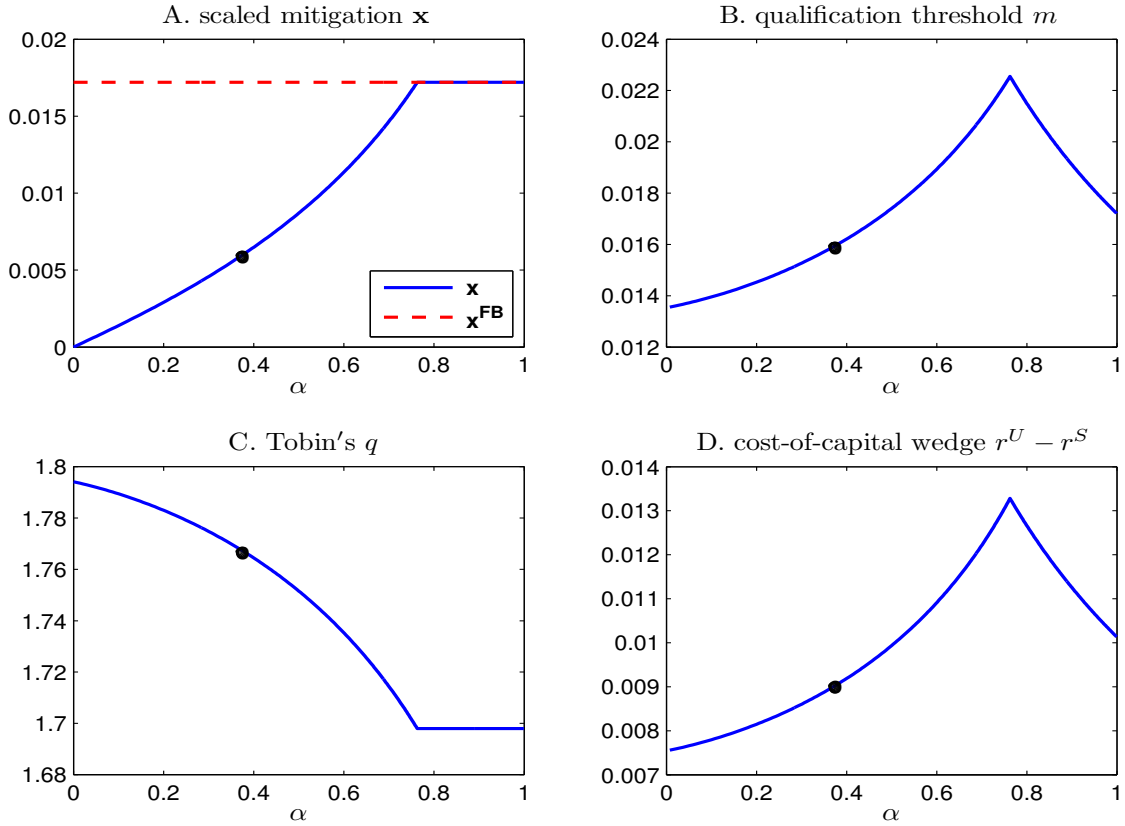 A. scaled mitigation x
0.02
0.015
0.01
0.005
0
0 0.2 0.4 0.6 0.8 1
α
x
x^FB
B. qualification threshold m
0.024
0.022
0.02
0.018
0.016
0.014
0.012
0 0.2 0.4 0.6 0.8 1
α
C. Tobin's q
1.8
1.78
1.76
1.74
1.72
1.7
1.68
0 0.2 0.4 0.6 0.8 1
α
D. cost-of-capital wedge r^U − r^S
0.014
0.013
0.012
0.011
0.01
0.009
0.008
0.007
0 0.2 0.4 0.6 0.8 1
α